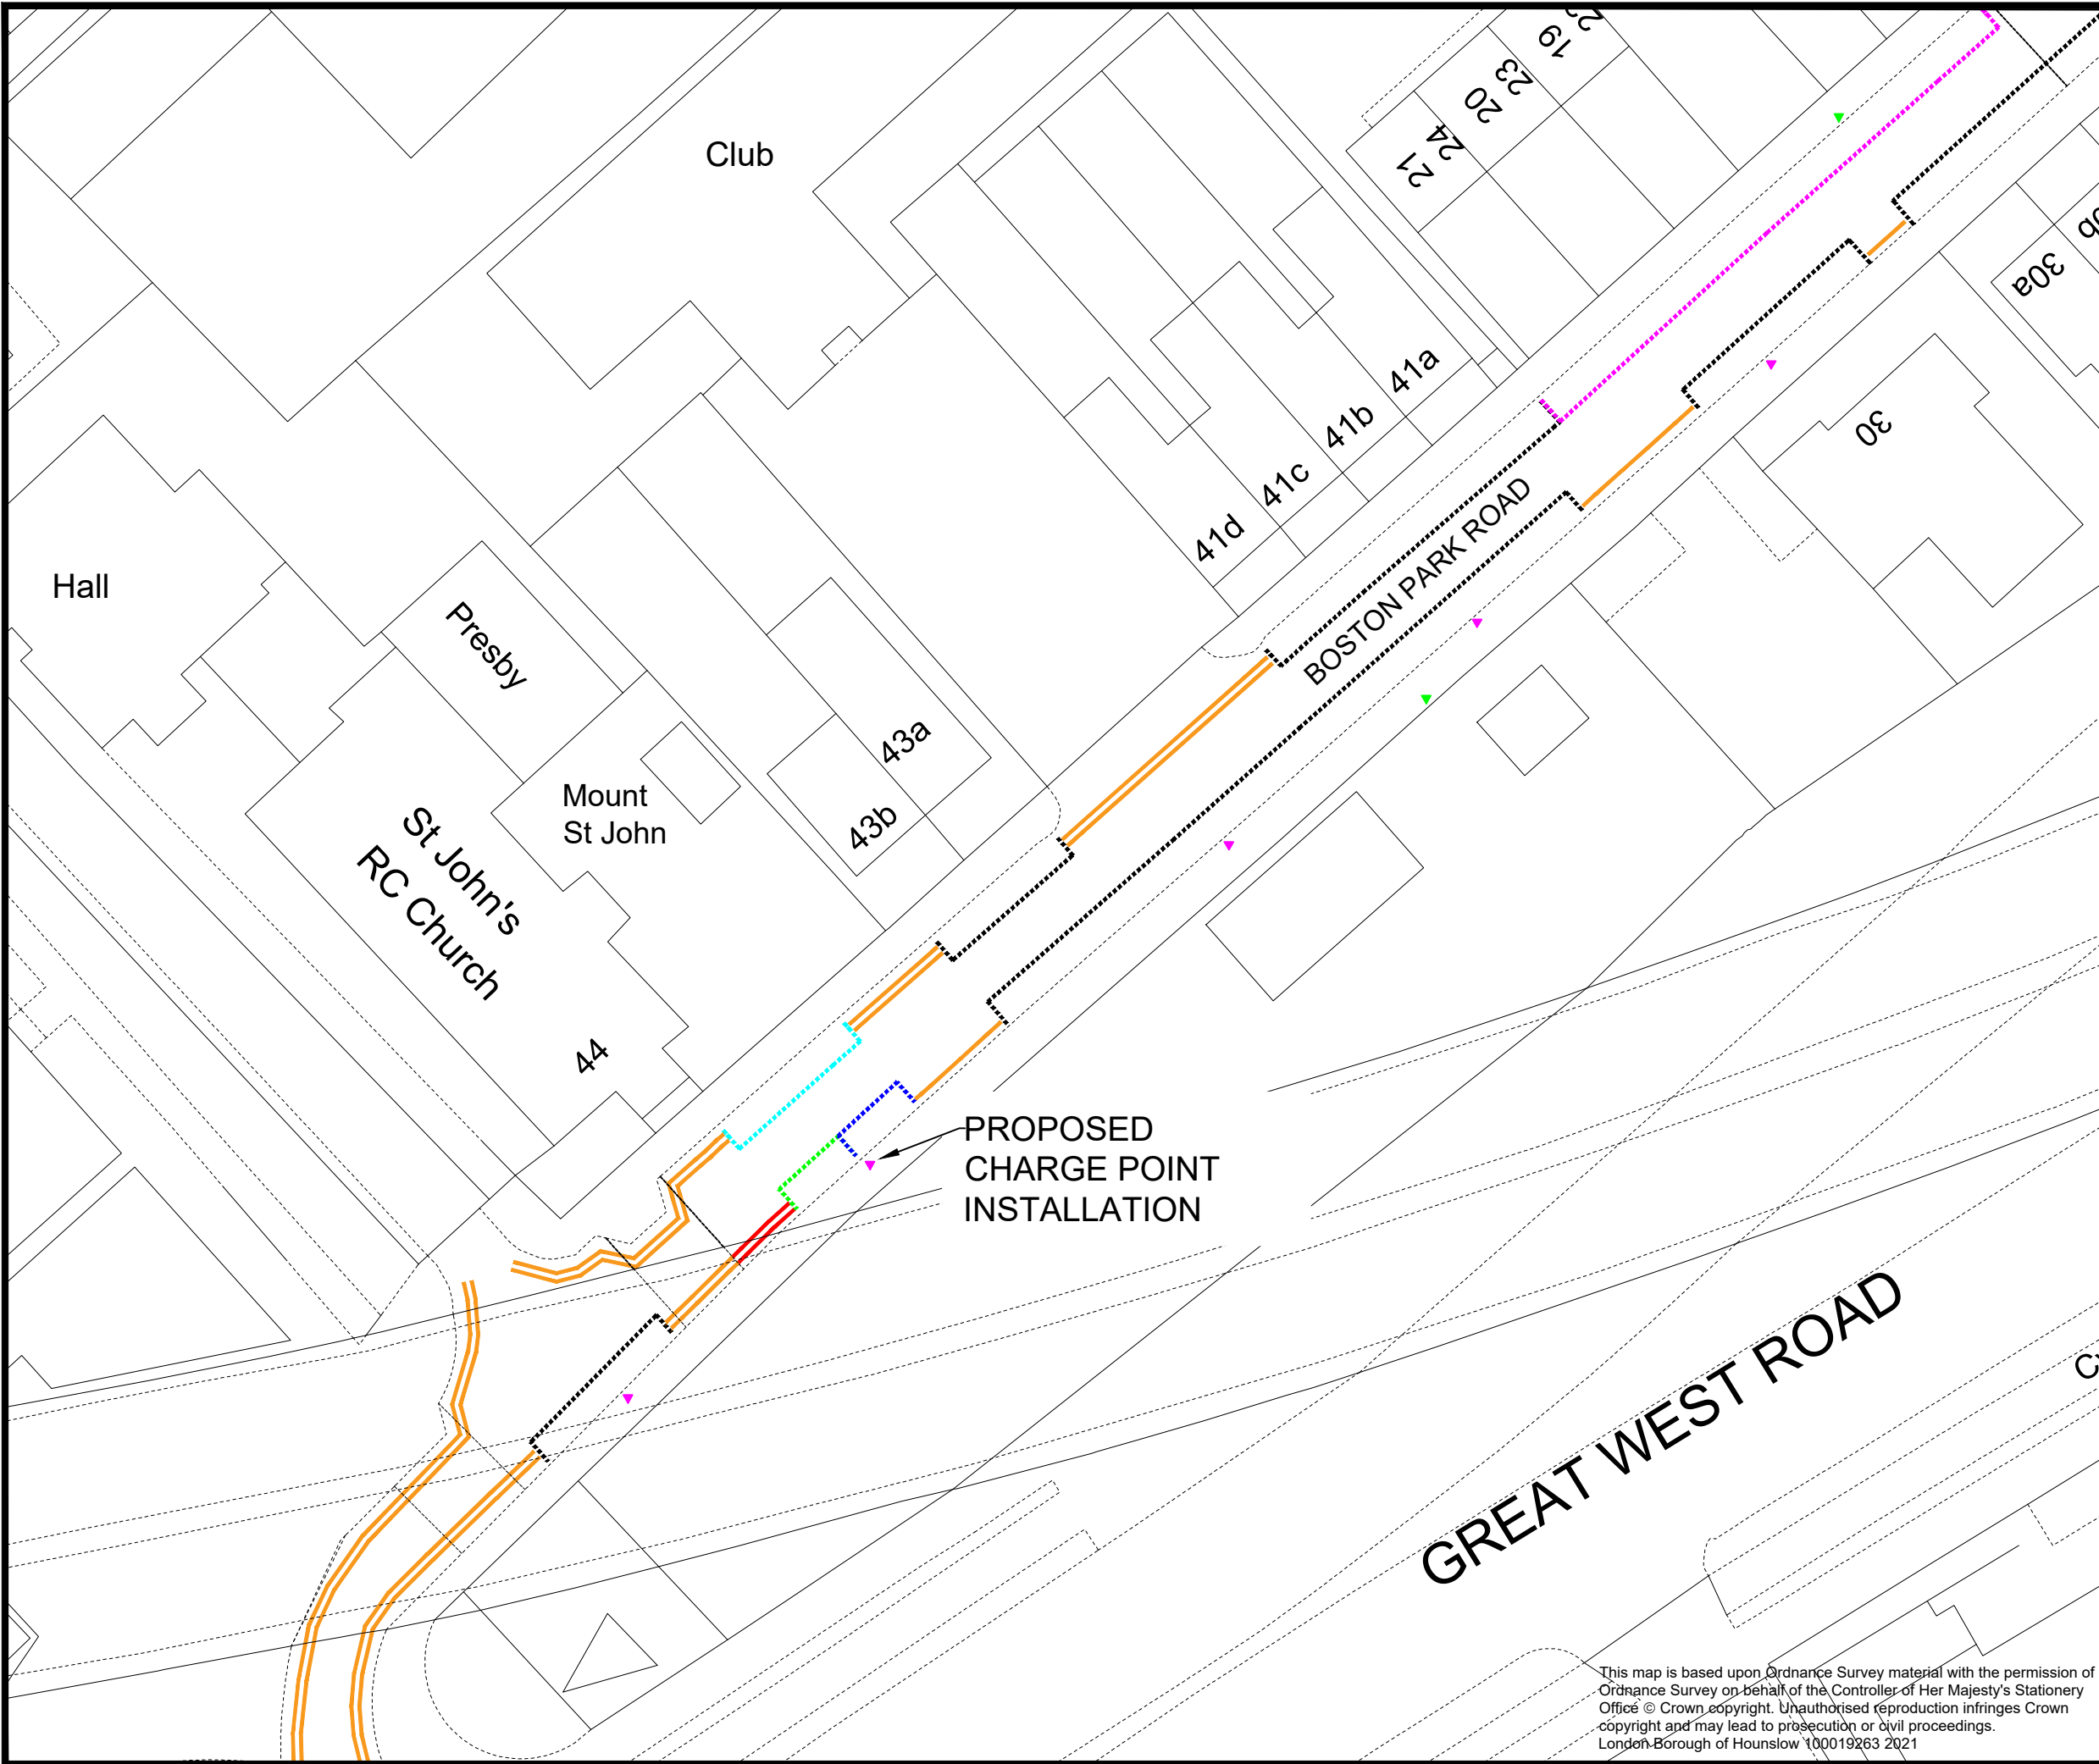 Club
19
23
20
24
21
30a
30
41a
41b
41c
41d
BOSTON PARK ROAD
Hall
Presby
43a
43b
Mount
St John
St John's
RC Church
44
PROPOSED
CHARGE POINT
INSTALLATION
GREAT WEST ROAD
This map is based upon Ordnance Survey material with the permission of
Ordnance Survey on behalf of the Controller of Her Majesty's Stationery
Office © Crown copyright. Unauthorised reproduction infringes Crown
copyright and may lead to prosecution or civil proceedings.
London Borough of Hounslow 100019263 2021